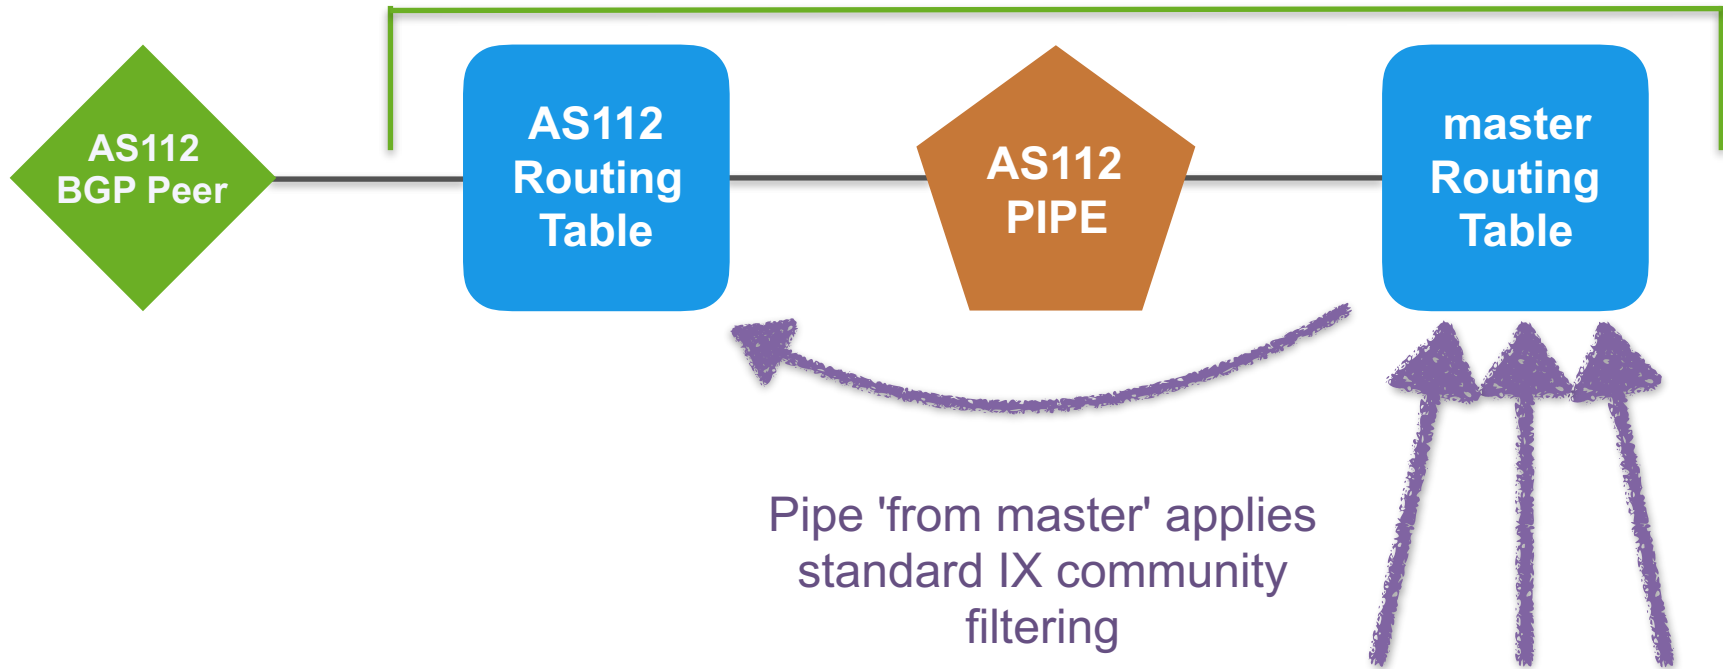 AS112
BGP Peer
AS112
Routing
Table
AS112
PIPE
master
Routing
Table
Pipe 'from master' applies
standard IX community
filtering